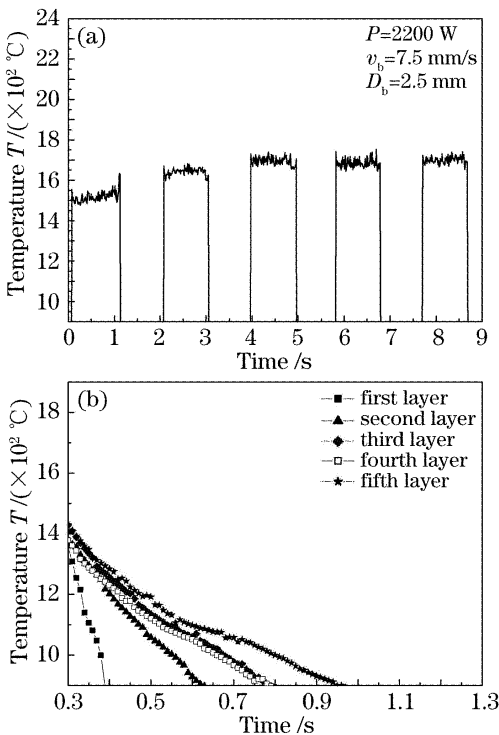 (a)
P=2200 W
v_b=7.5 mm/s
D_b=2.5 mm
Temperature T /(×10² ℃)
24
22
20
18
16
14
12
10
0 1 2 3 4 5 6 7 8 9
Time /s
(b)
first layer
second layer
third layer
fourth layer
fifth layer
Temperature T /(×10² ℃)
18
16
14
12
10
0.3 0.5 0.7 0.9 1.1 1.3
Time /s